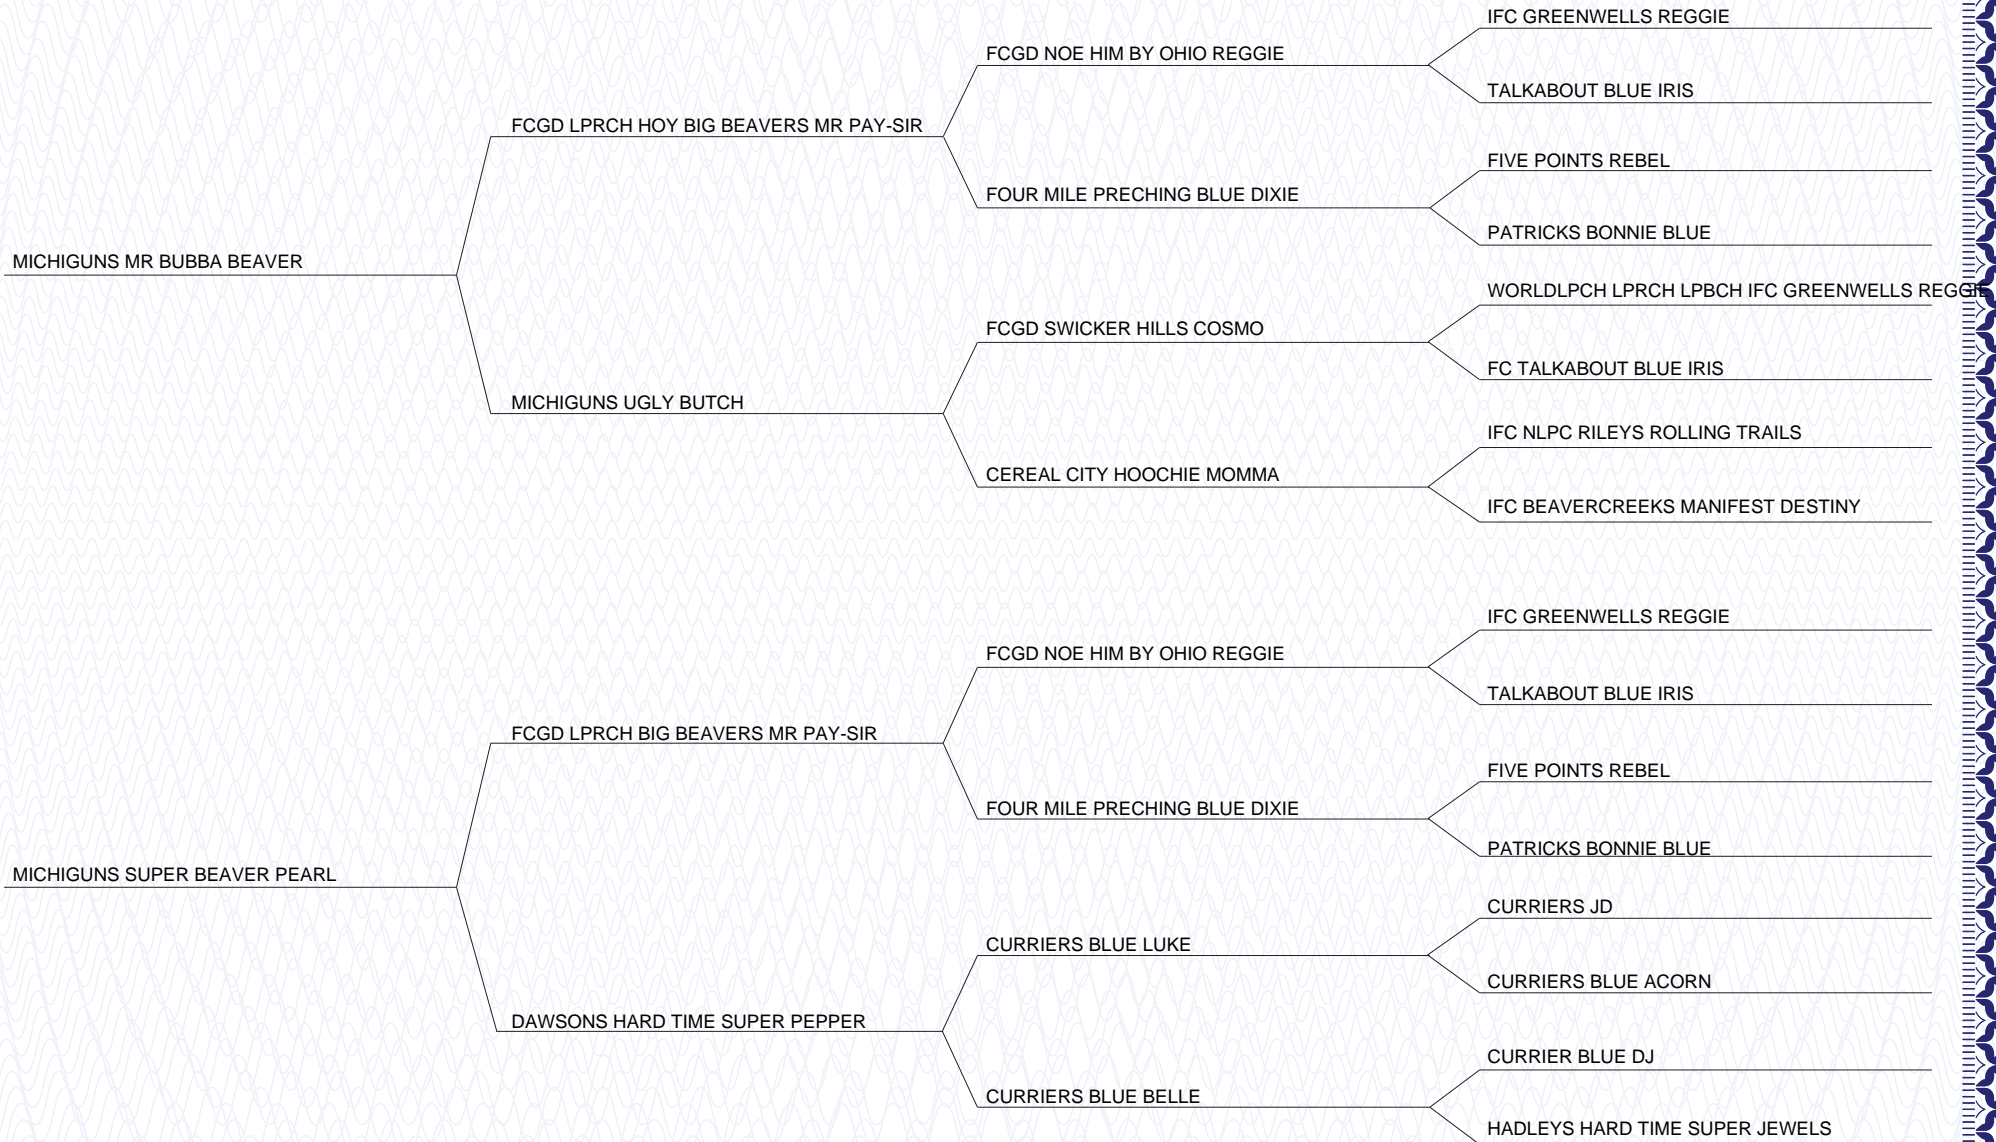 IFC GREENWELLS REGGIE
FCGD NOE HIM BY OHIO REGGIE
TALKABOUT BLUE IRIS
FCGD LPRCH HOY BIG BEAVERS MR PAY-SIR
FIVE POINTS REBEL
FOUR MILE PRECHING BLUE DIXIE
PATRICKS BONNIE BLUE
MICHIGUNS MR BUBBA BEAVER
WORLDLPCH LPRCH LPBCH IFC GREENWELLS REGGIE
FCGD SWICKER HILLS COSMO
FC TALKABOUT BLUE IRIS
MICHIGUNS UGLY BUTCH
IFC NLPC RILEYS ROLLING TRAILS
CEREAL CITY HOOCHIE MOMMA
IFC BEAVERCREEKS MANIFEST DESTINY
IFC GREENWELLS REGGIE
FCGD NOE HIM BY OHIO REGGIE
TALKABOUT BLUE IRIS
FCGD LPRCH BIG BEAVERS MR PAY-SIR
FIVE POINTS REBEL
FOUR MILE PRECHING BLUE DIXIE
PATRICKS BONNIE BLUE
MICHIGUNS SUPER BEAVER PEARL
CURRIERS JD
CURRIERS BLUE LUKE
CURRIERS BLUE ACORN
DAWSONS HARD TIME SUPER PEPPER
CURRIER BLUE DJ
CURRIERS BLUE BELLE
HADLEYS HARD TIME SUPER JEWELS